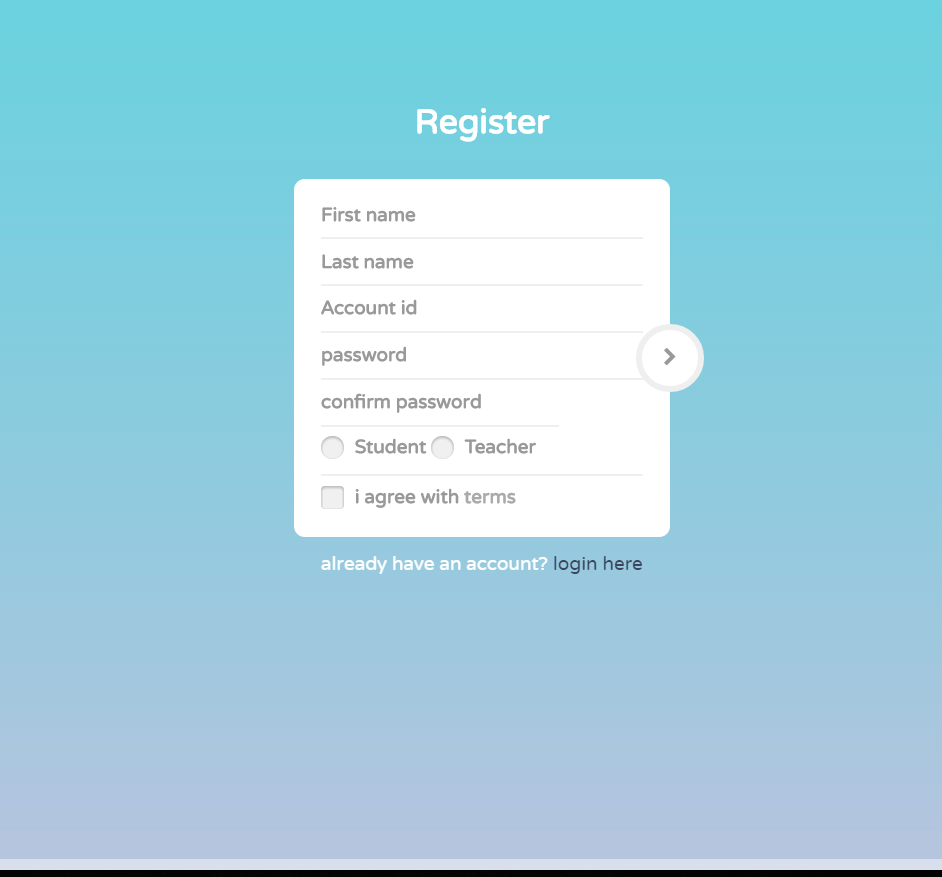 Register
First name
Last name
Account id
password
confirm password
Student Teacher
i agree with terms
already have an account? login here